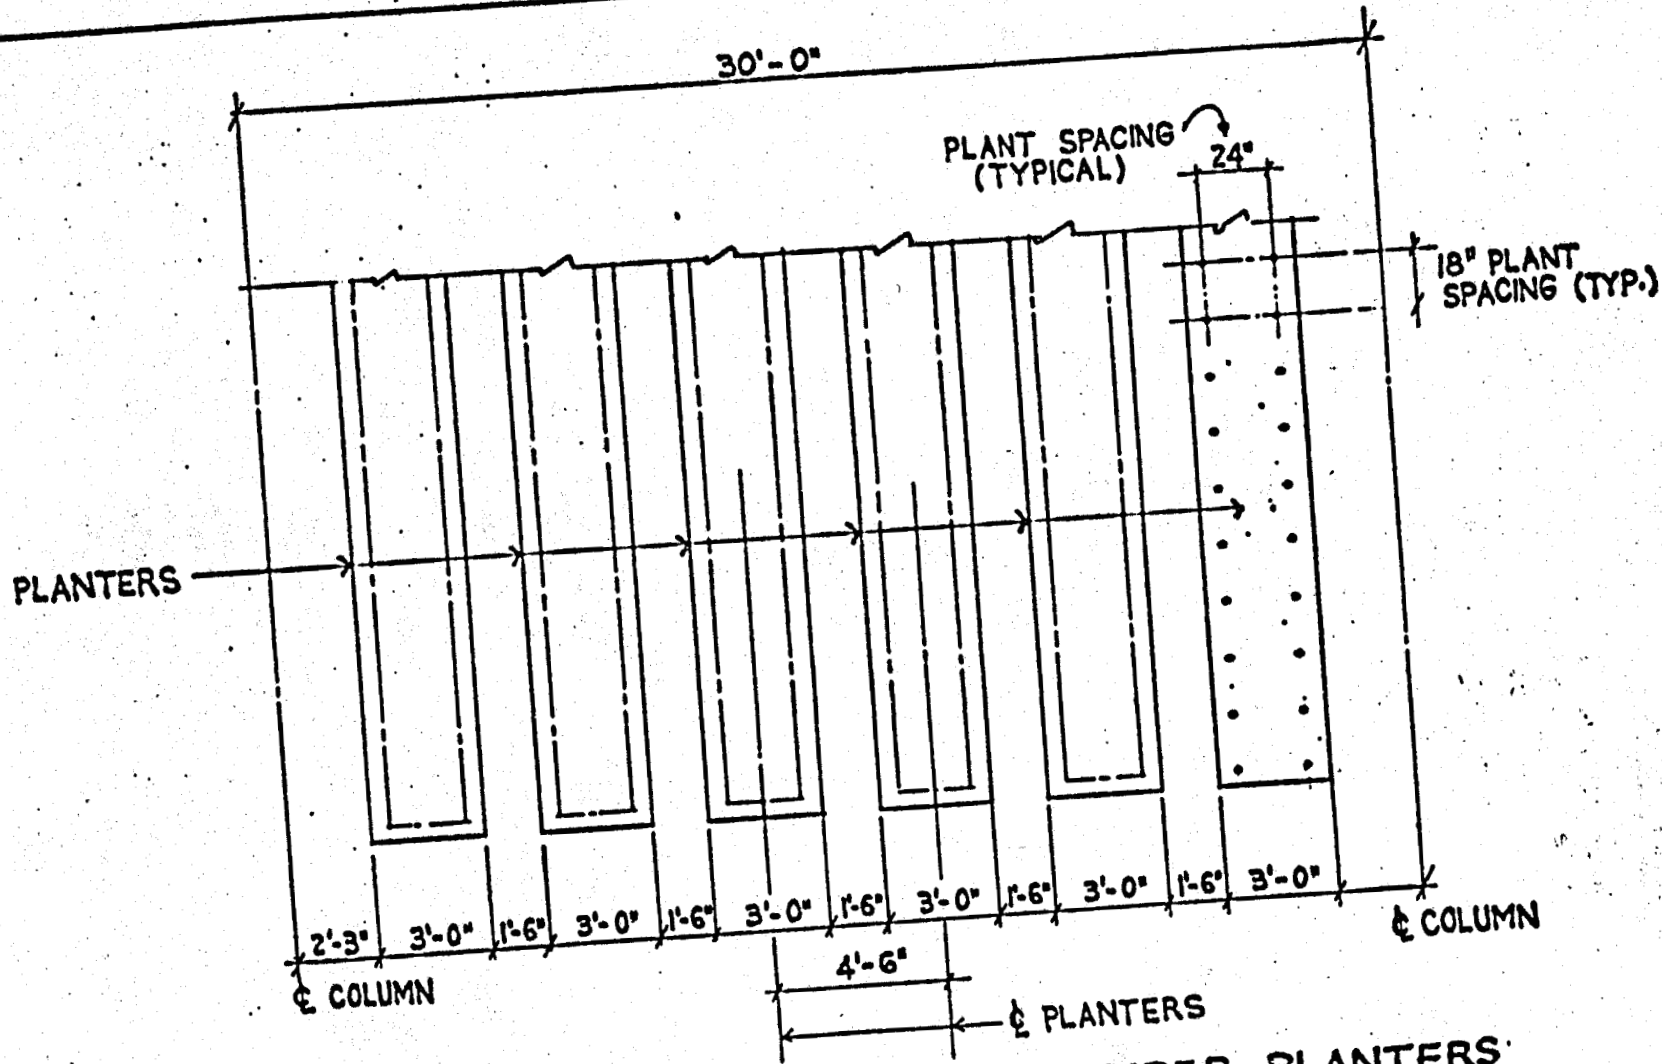 30'-0"
PLANT SPACING
(TYPICAL)
24"
18" PLANT
SPACING (TYP.)
PLANTERS
2'-3" 3'-0" 1'-6" 3'-0" 1'-6" 3'-0" 1'-6" 3'-0" 1'-6" 3'-0" 1'-6" 3'-0"
℄ COLUMN
4'-6"
℄ COLUMN
℄ PLANTERS
PLANTERS